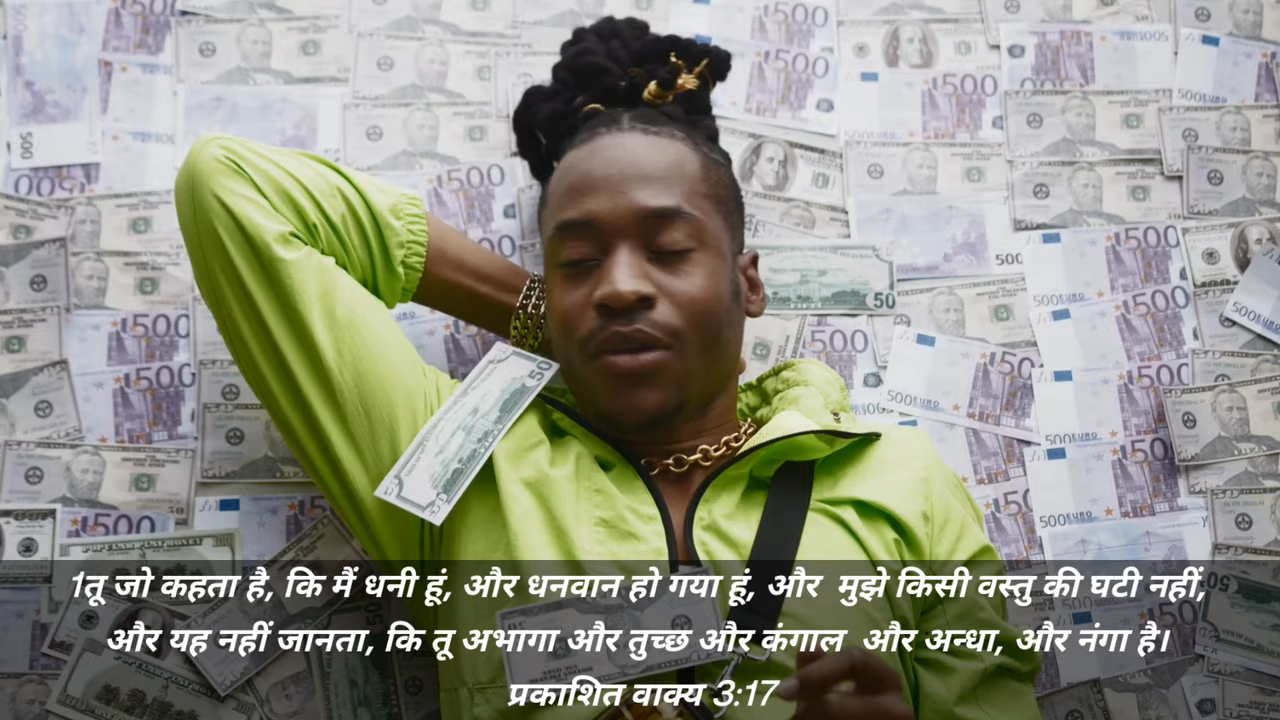 1तू जो कहता है, कि मैं धनी हूं, और धनवान हो गया हूं, और मुझे किसी वस्तु की घटी नहीं,
और यह नहीं जानता, कि तू अभागा और तुच्छ और कंगाल और अन्धा, और नंगा है।
प्रकाशित वाक्य 3:17